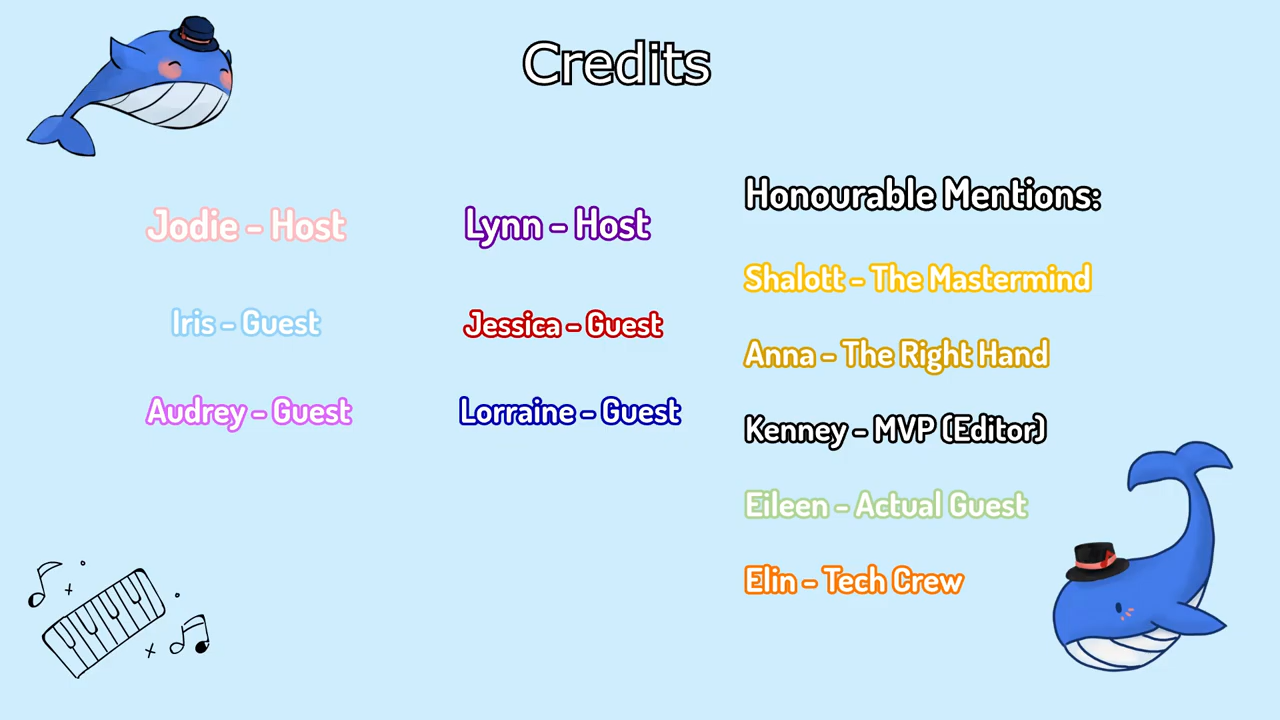 Credits
Jodie - Host
Iris - Guest
Audrey - Guest
Lynn - Host
Jessica - Guest
Lorraine - Guest
Honourable Mentions:
Shalott - The Mastermind
Anna - The Right Hand
Kenney - MVP (Editor)
Eileen - Actual Guest
Elin - Tech Crew